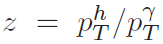 z = p_T^h / p_T^γ